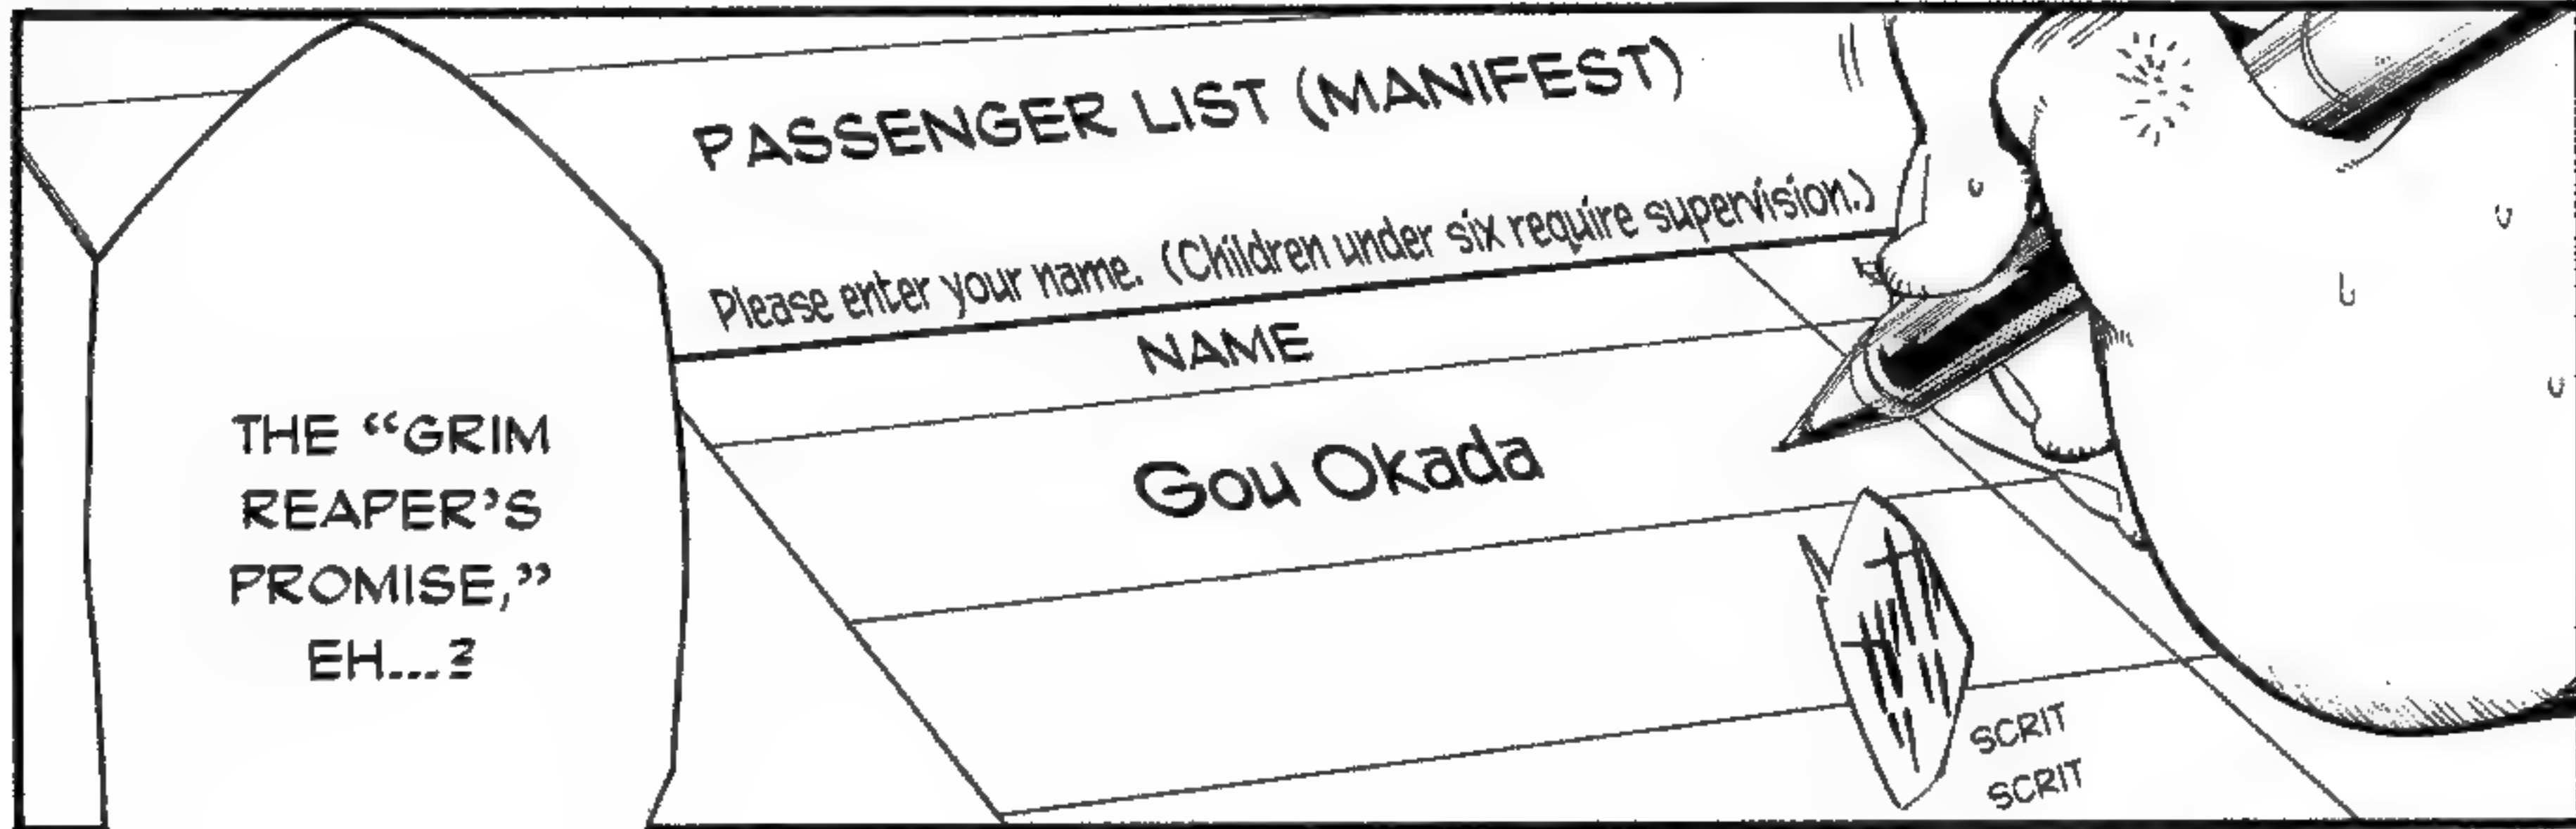 THE “GRIM
REAPER’S
PROMISE,”
EH...?
PASSENGER LIST (MANIFEST)
Please enter your name. (Children under six require supervision.)
NAME
Gou Okada
SCRIT
SCRIT